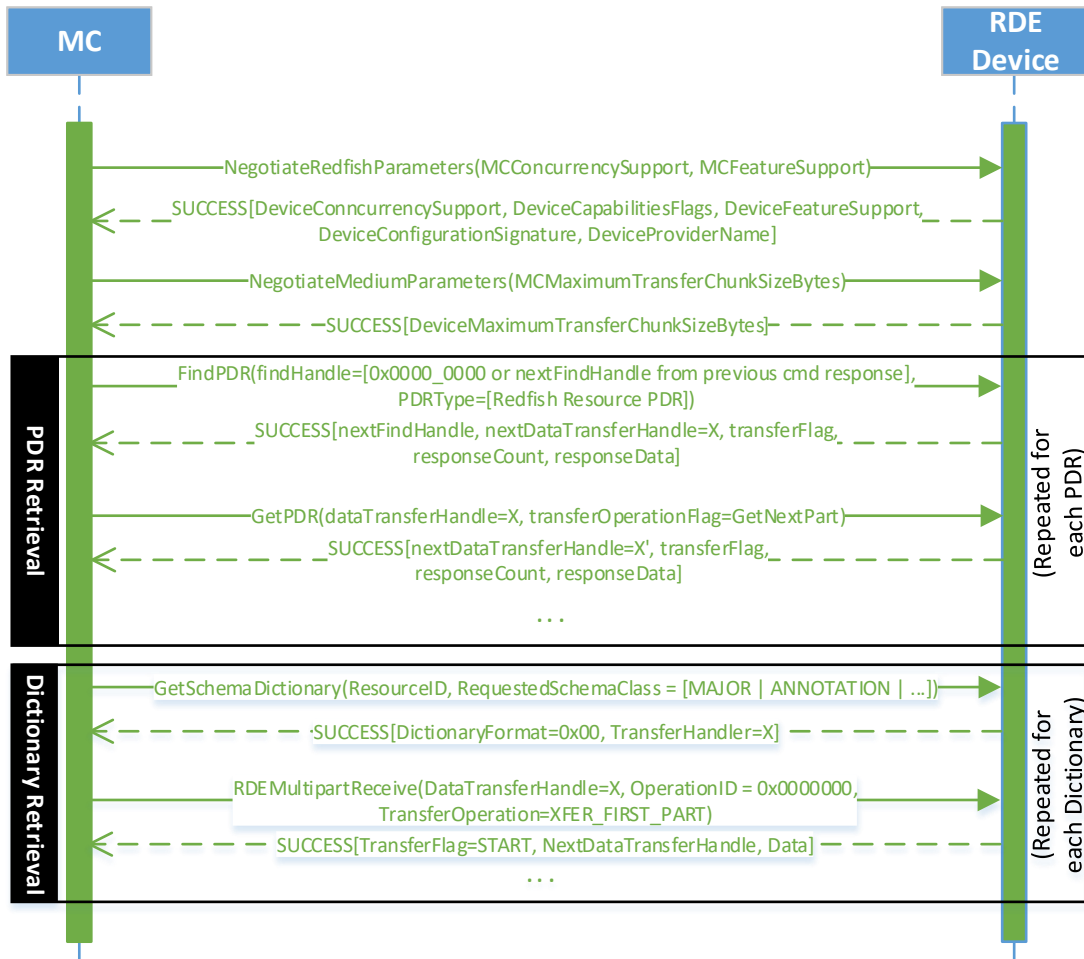 MC
RDE
Device
NegotiateRedfishParameters(MCConcurrencySupport, MCFeatureSupport)
SUCCESS[DeviceConncurrencySupport, DeviceCapabilitiesFlags, DeviceFeatureSupport,
DeviceConfigurationSignature, DeviceProviderName]
NegotiateMediumParameters(MCMaximumTransferChunkSizeBytes)
SUCCESS[DeviceMaximumTransferChunkSizeBytes]
PDR Retrieval
FindPDR(findHandle=[0x0000_0000 or nextFindHandle from previous cmd response],
PDRType=[Redfish Resource PDR])
SUCCESS[nextFindHandle, nextDataTransferHandle=X, transferFlag,
responseCount, responseData]
GetPDR(dataTransferHandle=X, transferOperationFlag=GetNextPart)
SUCCESS[nextDataTransferHandle=X', transferFlag,
responseCount, responseData]
...
(Repeated for
each PDR)
Dictionary Retrieval
GetSchemaDictionary(ResourceID, RequestedSchemaClass = [MAJOR | ANNOTATION | ...])
SUCCESS[DictionaryFormat=0x00, TransferHandler=X]
RDEMultipartReceive(DataTransferHandle=X, OperationID = 0x0000000,
TransferOperation=XFER_FIRST_PART)
SUCCESS[TransferFlag=START, NextDataTransferHandle, Data]
...
(Repeated for
each Dictionary)